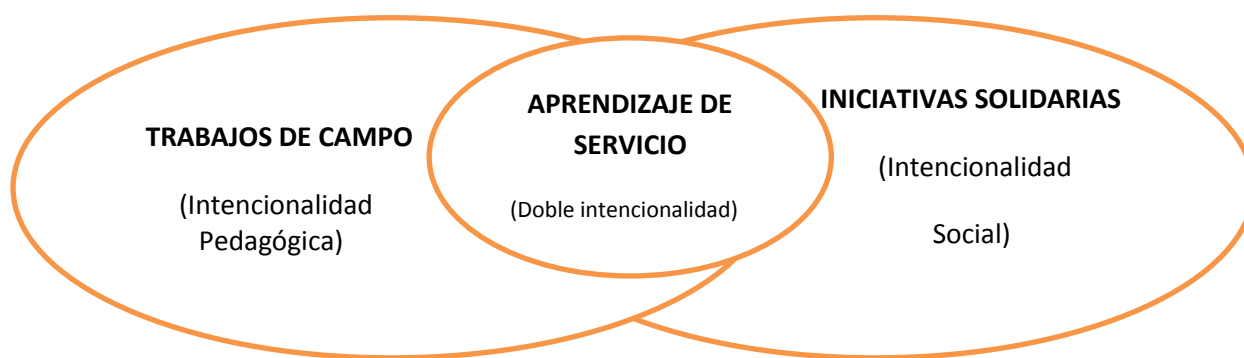 TRABAJOS DE CAMPO
(Intencionalidad
Pedagógica)
APRENDIZAJE DE
SERVICIO
(Doble intencionalidad)
INICIATIVAS SOLIDARIAS
(Intencionalidad
Social)